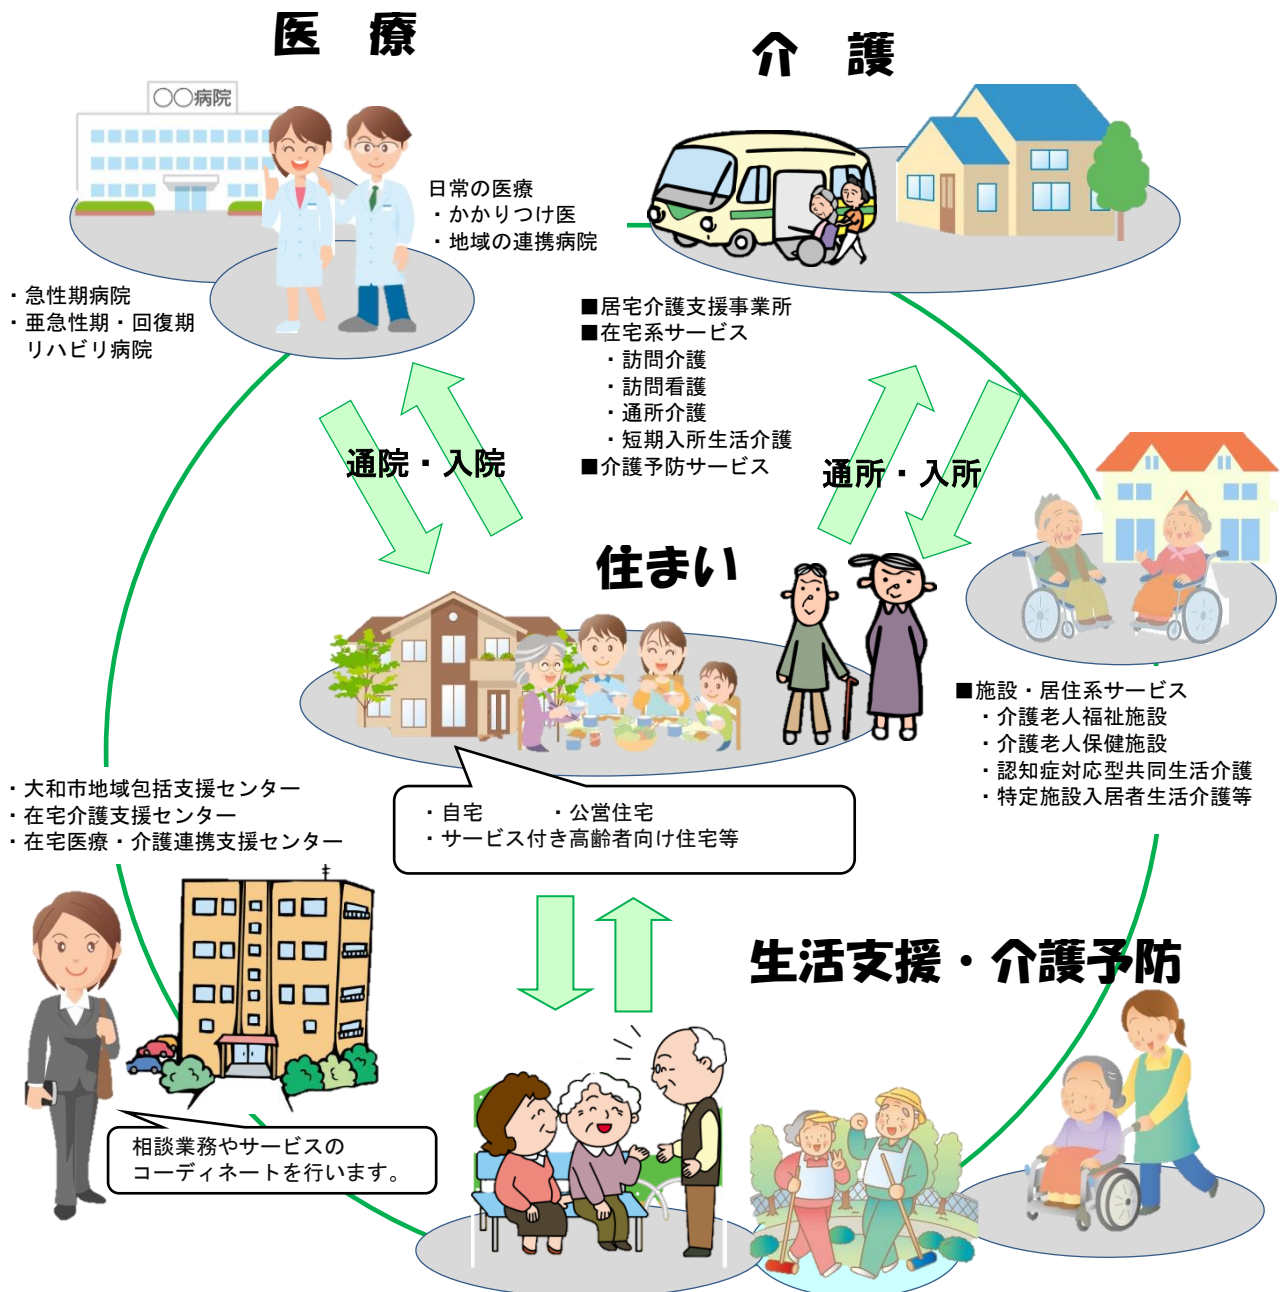 医　療
介　護
〇〇病院
日常の医療
・かかりつけ医
・地域の連携病院
・急性期病院
・亜急性期・回復期
リハビリ病院
■居宅介護支援事業所
■在宅系サービス
・訪問介護
・訪問看護
・通所介護
・短期入所生活介護
■介護予防サービス
通院・入院
通所・入所
住まい
■施設・居住系サービス
・介護老人福祉施設
・介護老人保健施設
・認知症対応型共同生活介護
・特定施設入居者生活介護等
・大和市地域包括支援センター
・在宅介護支援センター
・在宅医療・介護連携支援センター
・自宅　　　　・公営住宅
・サービス付き高齢者向け住宅等
生活支援・介護予防
相談業務やサービスの
コーディネートを行います。